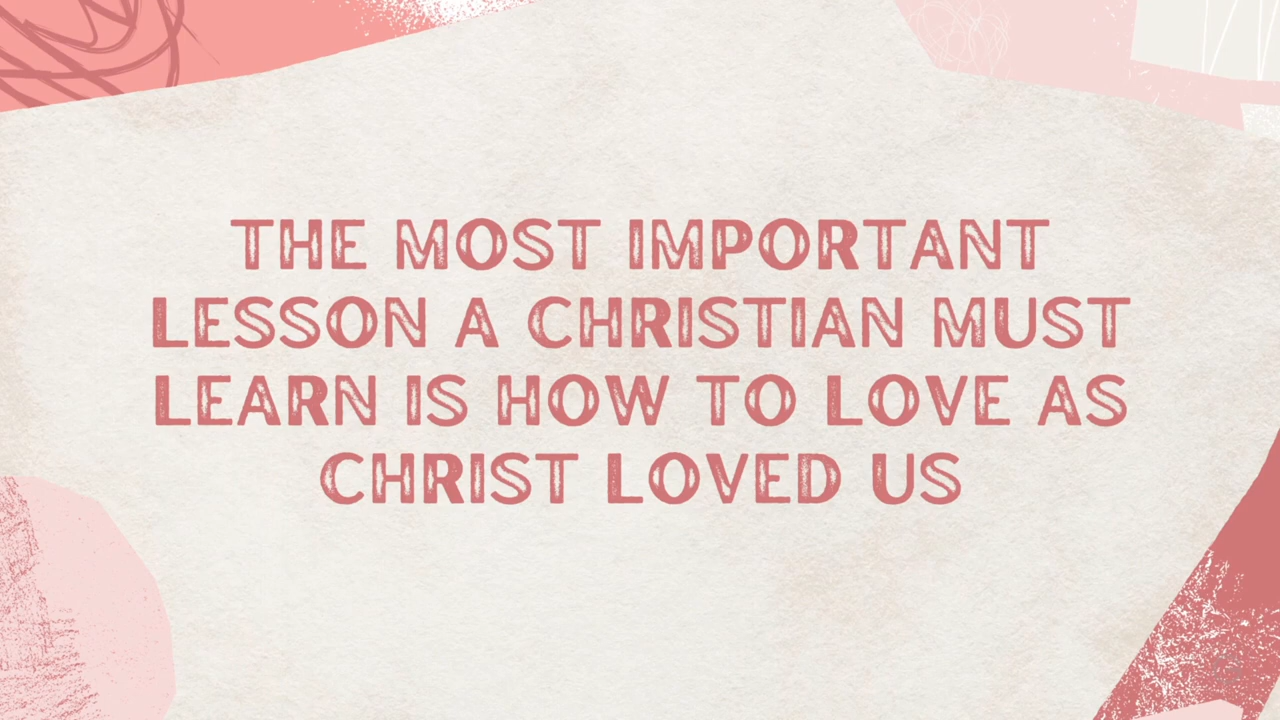 THE MOST IMPORTANT
LESSON A CHRISTIAN MUST
LEARN IS HOW TO LOVE AS
CHRIST LOVED US